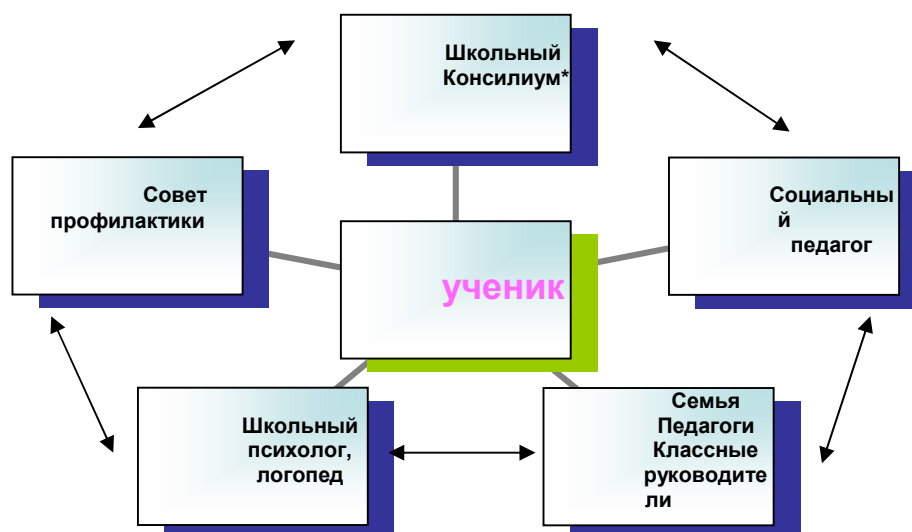 Школьный
Консилиум*
Совет
профилактики
Социальны
й
педагог
ученик
Школьный
психолог,
логопед
Семья
Педагоги
Классные
руководите
ли